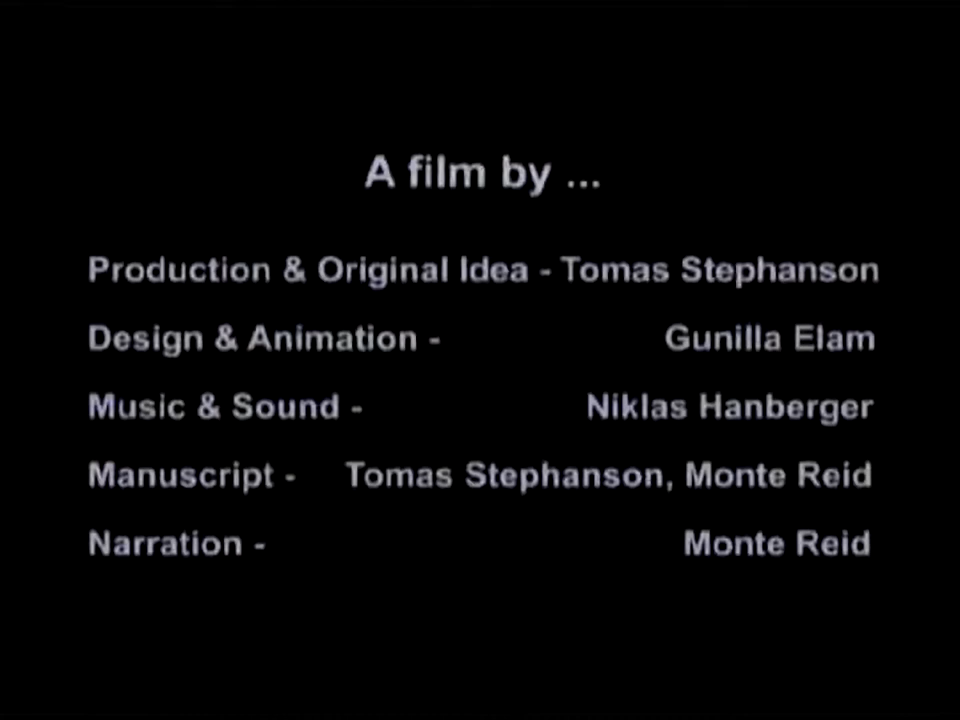 A film by ...
Production & Original Idea - Tomas Stephanson
Design & Animation - Gunilla Elam
Music & Sound - Niklas Hanberger
Manuscript - Tomas Stephanson, Monte Reid
Narration - Monte Reid